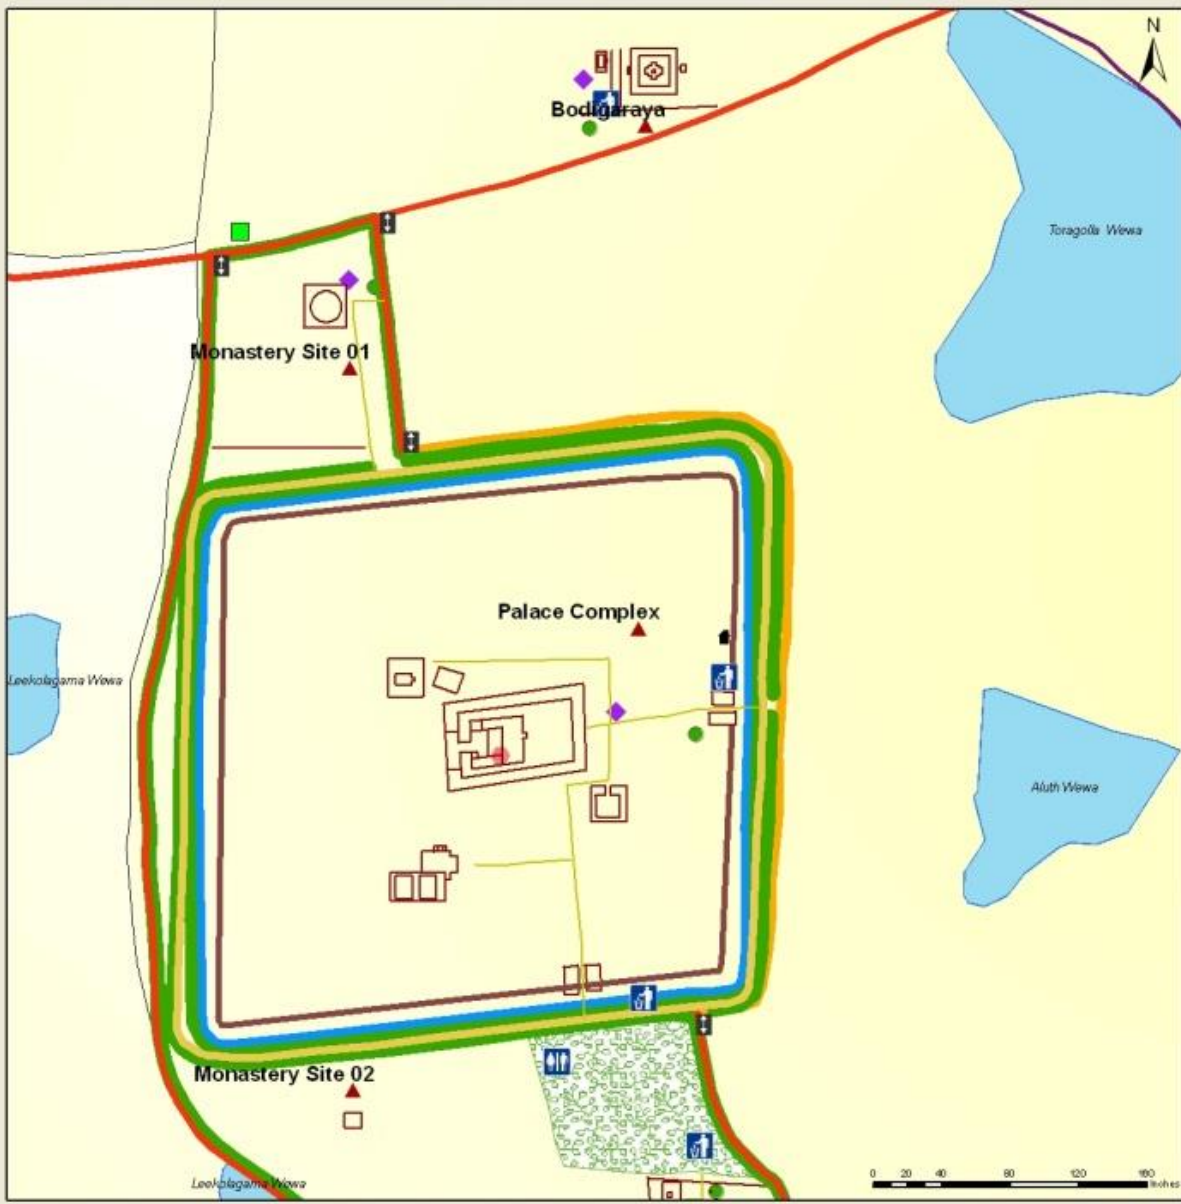 N
Bodigaraya
Toragolla Wewa
Monastery Site 01
Palace Complex
Leekolagama Wewa
Aluth Wewa
Monastery Site 02
Leekolagama Wewa
0 20 40 80 120 160
Inches